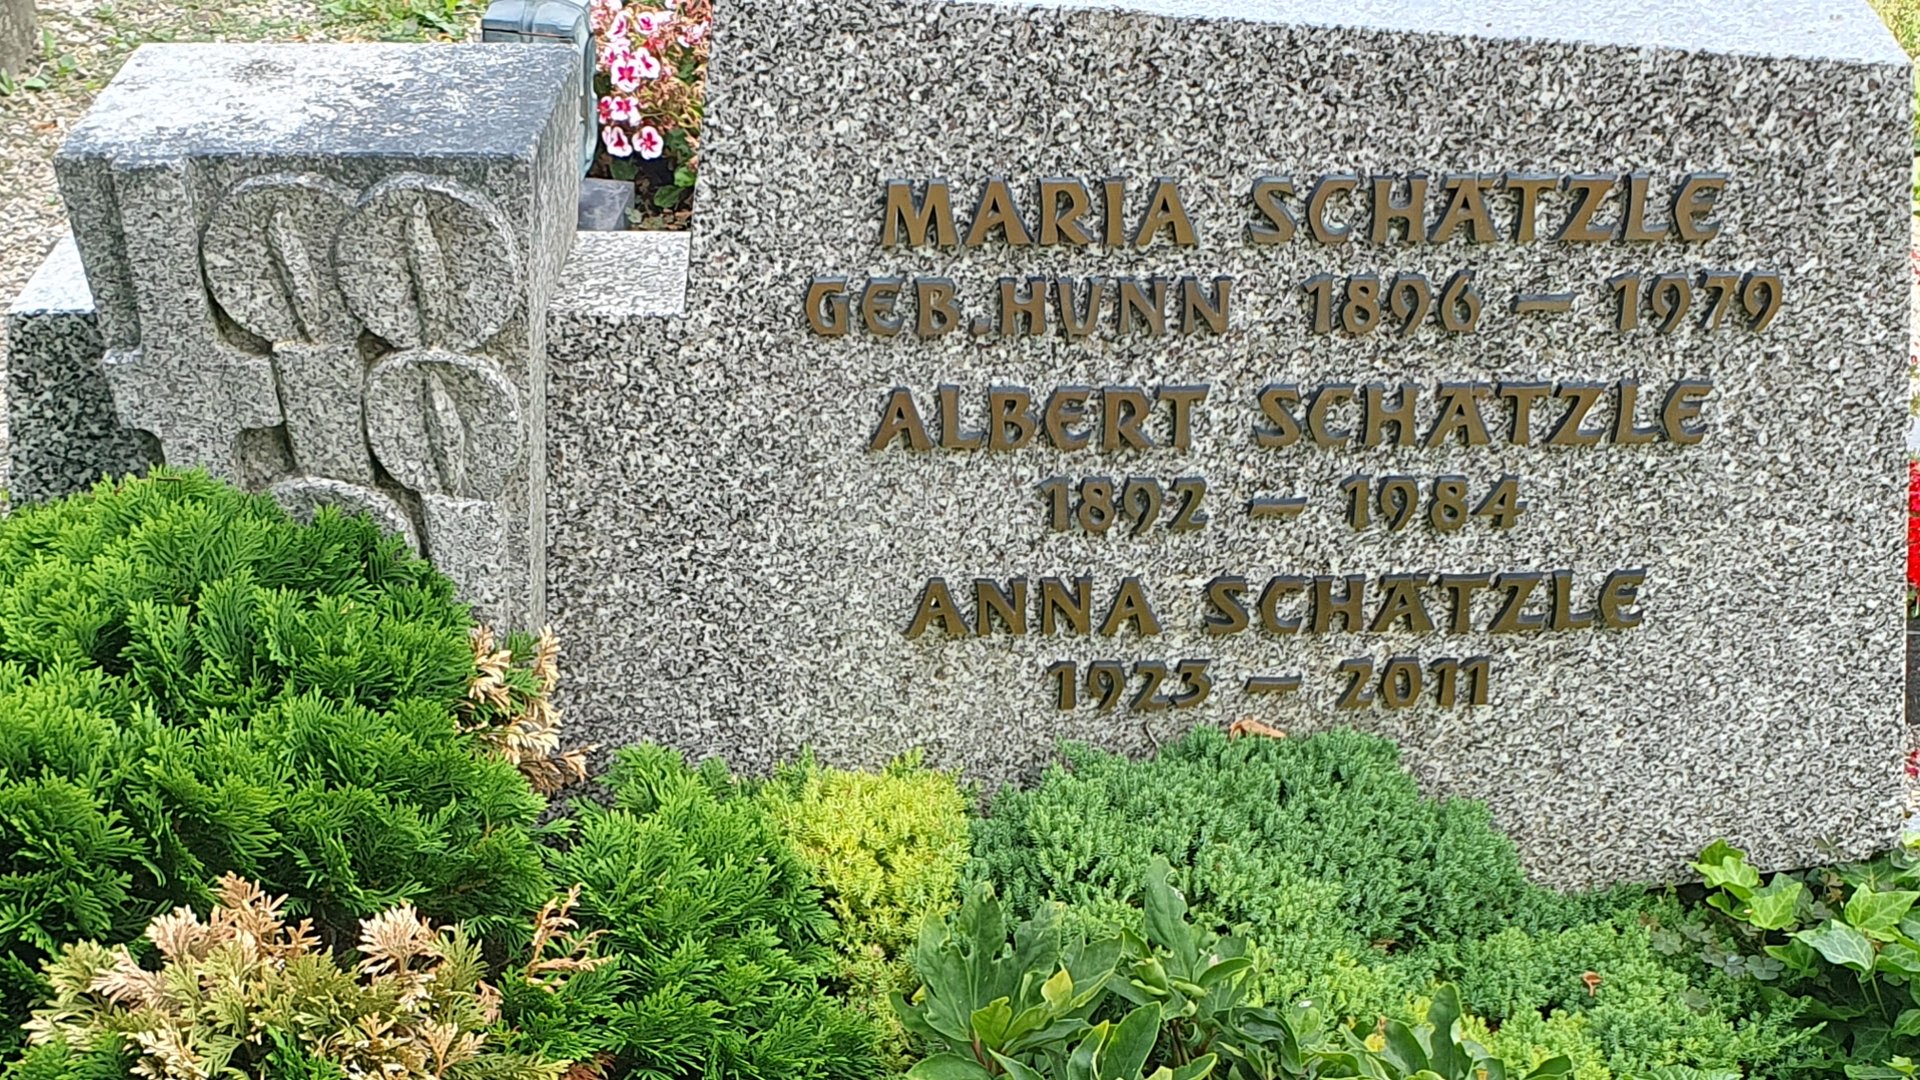 MARIA SCHÄTZLE
GEB. HUNN 1896 – 1979
ALBERT SCHÄTZLE
1892 – 1984
ANNA SCHÄTZLE
1923 – 2011